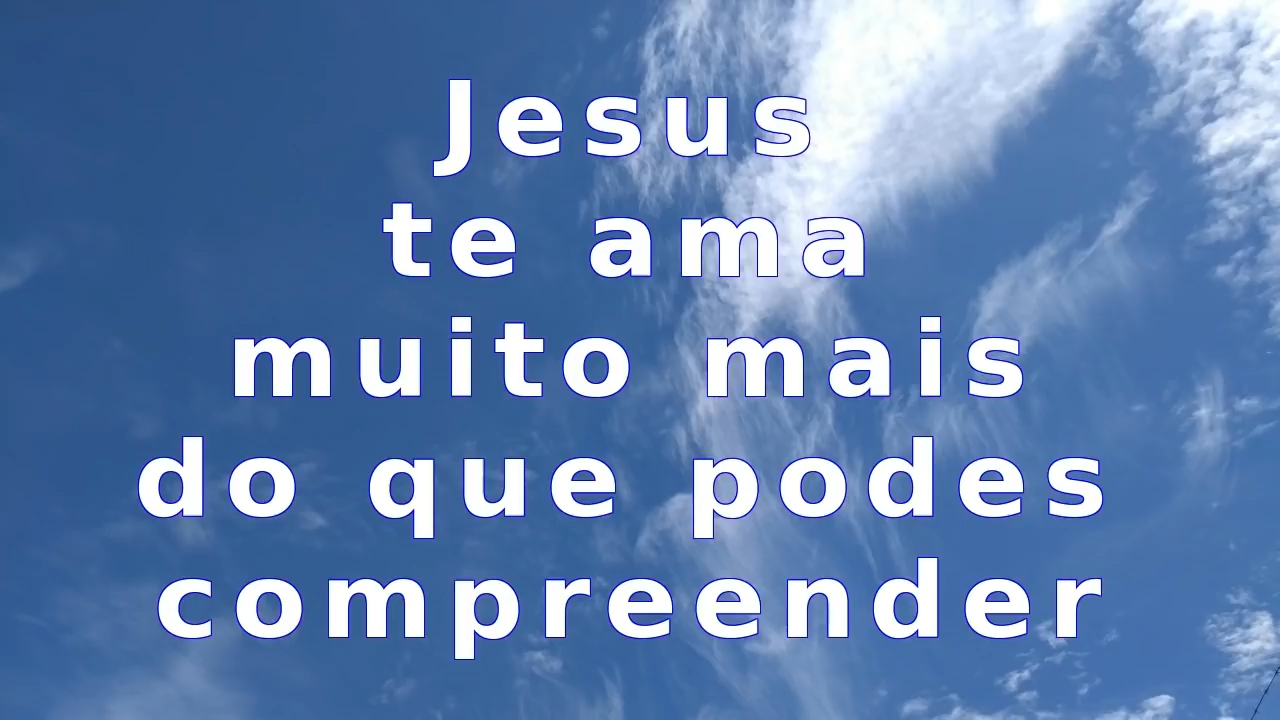 Jesus
te ama
muito mais
do que podes
compreender